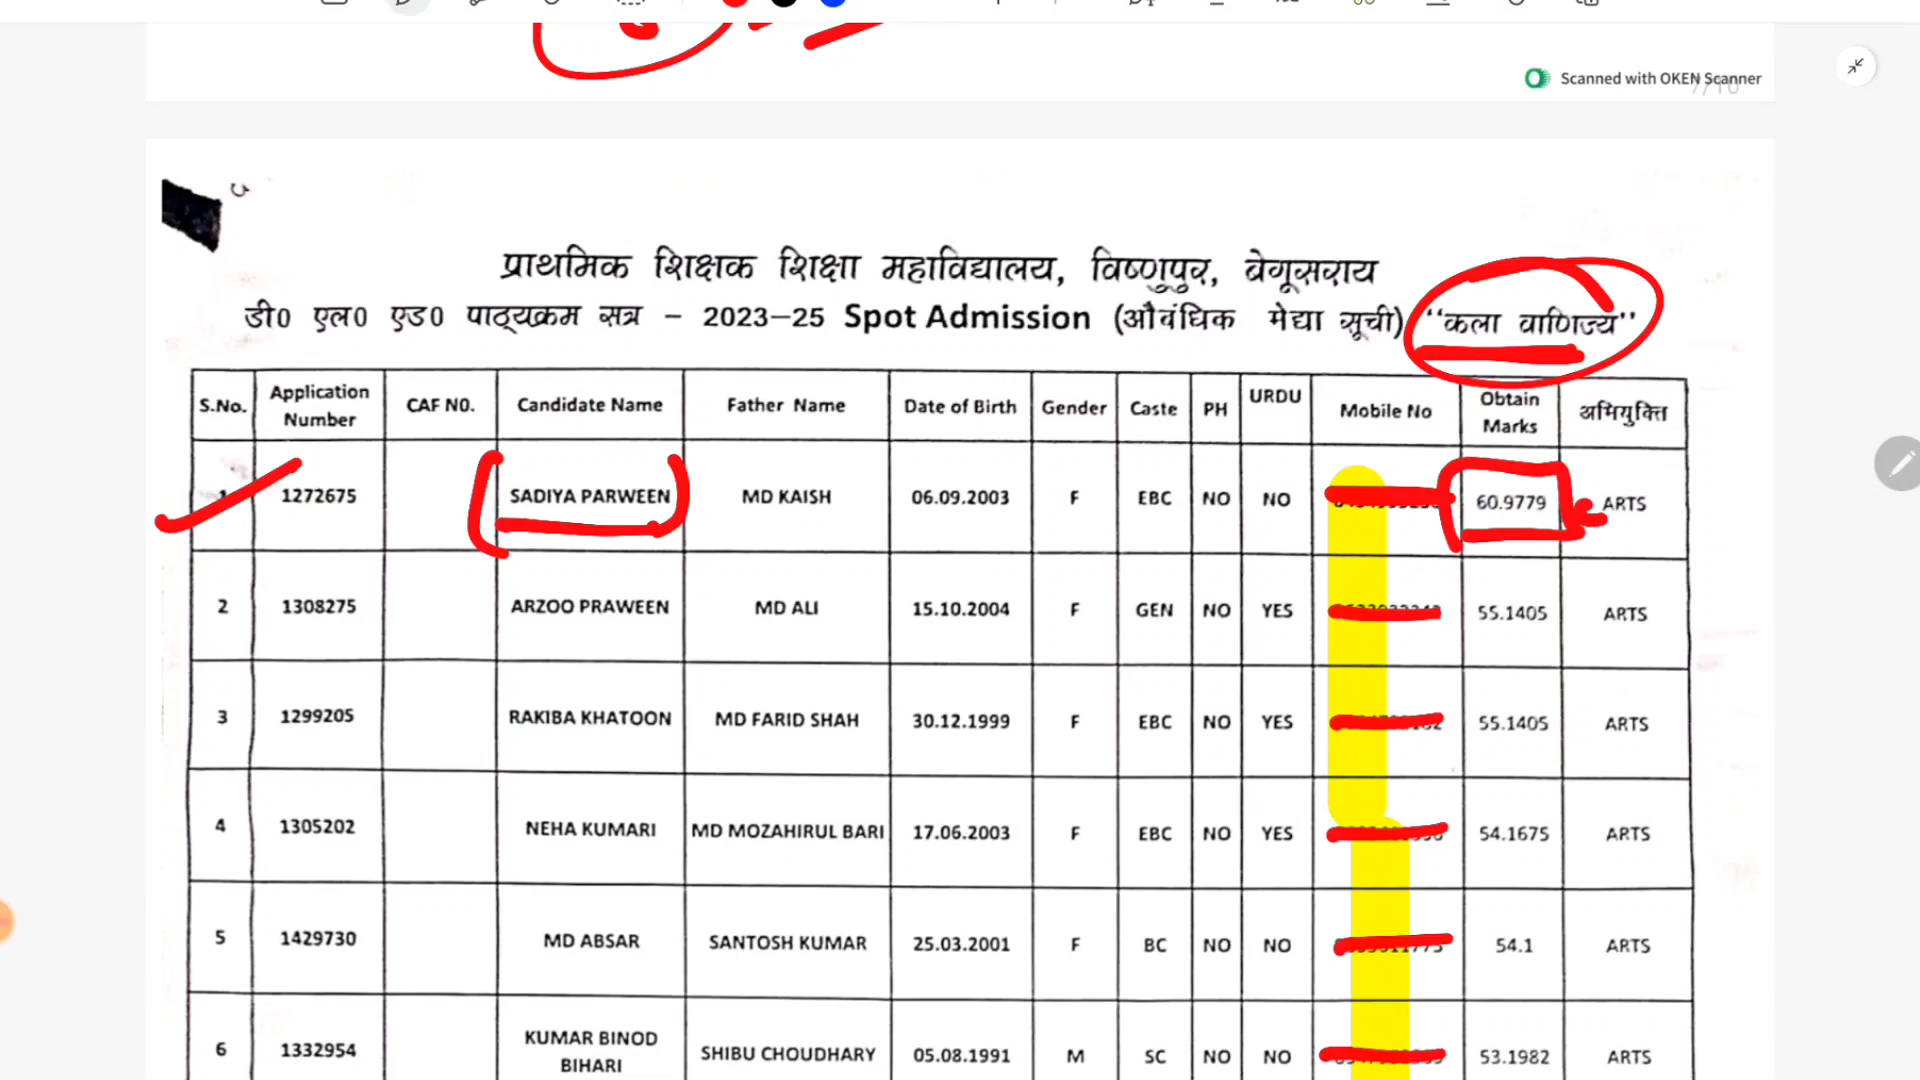 Scanned with OKEN Scanner
7/10
प्राथमिक शिक्षक शिक्षा महाविद्यालय, विष्णुपुर, बेगूसराय
डी0 एल0 एड0 पाठ्यक्रम सत्र – 2023–25 Spot Admission (औवंधिक मेद्या सूची) "कला वाणिज्य"
S.No. Application Number CAF N0. Candidate Name Father Name Date of Birth Gender Caste PH URDU Mobile No Obtain Marks अभियुक्ति
1 1272675 SADIYA PARWEEN MD KAISH 06.09.2003 F EBC NO NO 60.9779 ARTS
2 1308275 ARZOO PRAWEEN MD ALI 15.10.2004 F GEN NO YES 55.1405 ARTS
3 1299205 RAKIBA KHATOON MD FARID SHAH 30.12.1999 F EBC NO YES 55.1405 ARTS
4 1305202 NEHA KUMARI MD MOZAHIRUL BARI 17.06.2003 F EBC NO YES 54.1675 ARTS
5 1429730 MD ABSAR SANTOSH KUMAR 25.03.2001 F BC NO NO 54.1 ARTS
6 1332954 KUMAR BINOD BIHARI SHIBU CHOUDHARY 05.08.1991 M SC NO NO 53.1982 ARTS